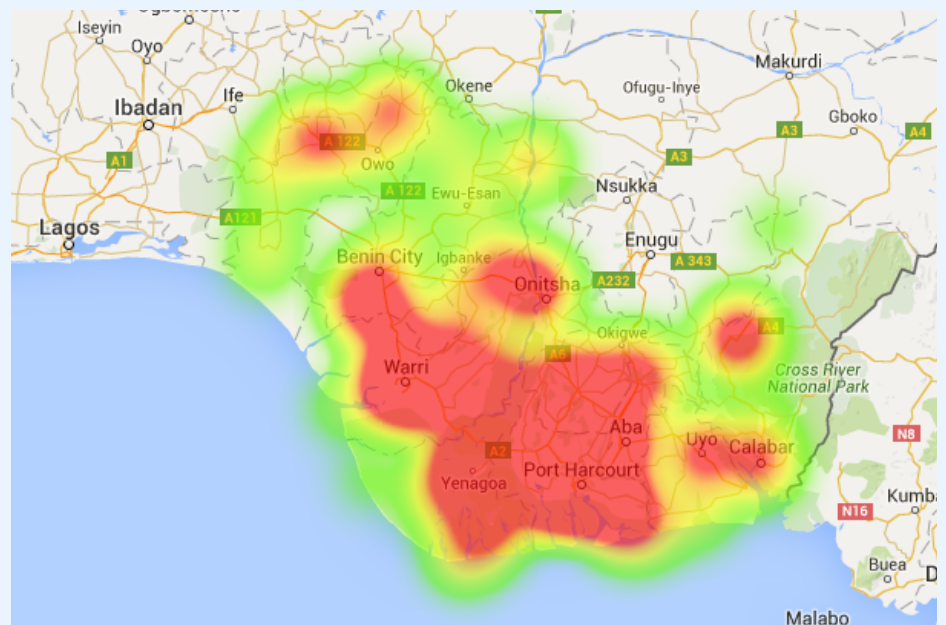 Iseyin
Oyo
Ibadan
Ife
Okene
Ofugu-Inye
Makurdi
Gboko
A1
A 122
Owo
A3
A3
A4
A 122
Ewu-Esan
Nsukka
Lagos
A121
Enugu
Benin City
Igbanke
A 343
Onitsha
A232
Okigwe
A4
A6
Warri
Cross River
National Park
Aba
Uyo
Calabar
N8
A2
Yenagoa
Port Harcourt
Kumba
N16
Buea
D
Malabo